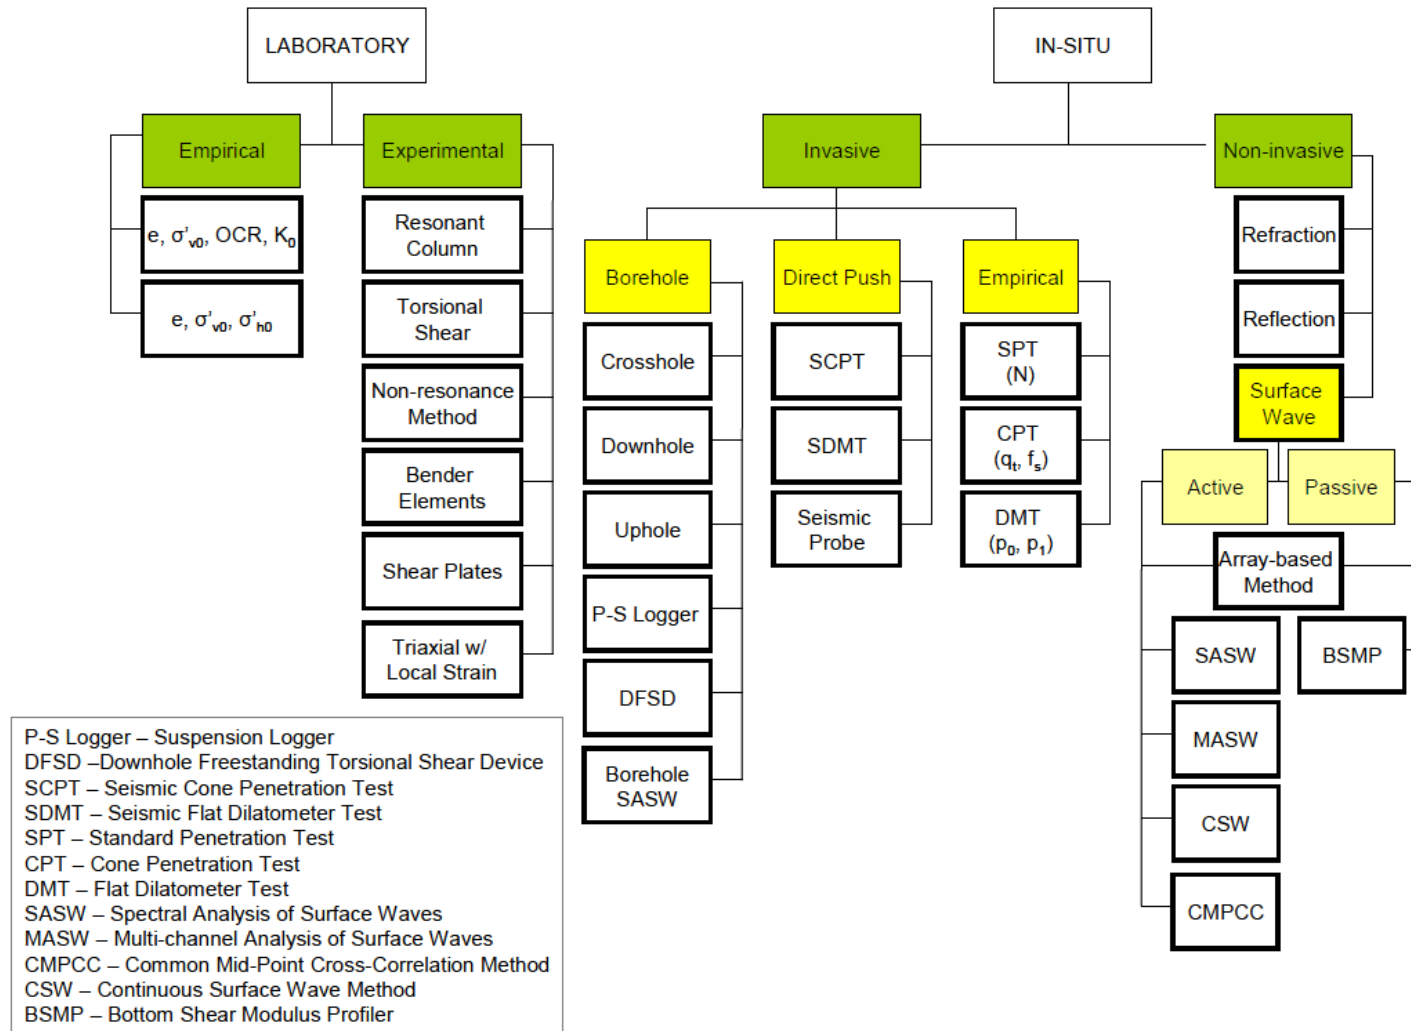 LABORATORY
IN-SITU
Empirical
Experimental
Invasive
Non-invasive
e, σ'v0, OCR, K0
e, σ'v0, σ'h0
Resonant
Column
Torsional
Shear
Non-resonance
Method
Bender
Elements
Shear Plates
Triaxial w/
Local Strain
Borehole
Direct Push
Empirical
Crosshole
Downhole
Uphole
P-S Logger
DFSD
Borehole
SASW
SCPT
SDMT
Seismic
Probe
SPT
(N)
CPT
(qt, fs)
DMT
(p0, p1)
Refraction
Reflection
Surface
Wave
Active
Passive
Array-based
Method
SASW
BSMP
MASW
CSW
CMPCC
P-S Logger – Suspension Logger
DFSD –Downhole Freestanding Torsional Shear Device
SCPT – Seismic Cone Penetration Test
SDMT – Seismic Flat Dilatometer Test
SPT – Standard Penetration Test
CPT – Cone Penetration Test
DMT – Flat Dilatometer Test
SASW – Spectral Analysis of Surface Waves
MASW – Multi-channel Analysis of Surface Waves
CMPCC – Common Mid-Point Cross-Correlation Method
CSW – Continuous Surface Wave Method
BSMP – Bottom Shear Modulus Profiler